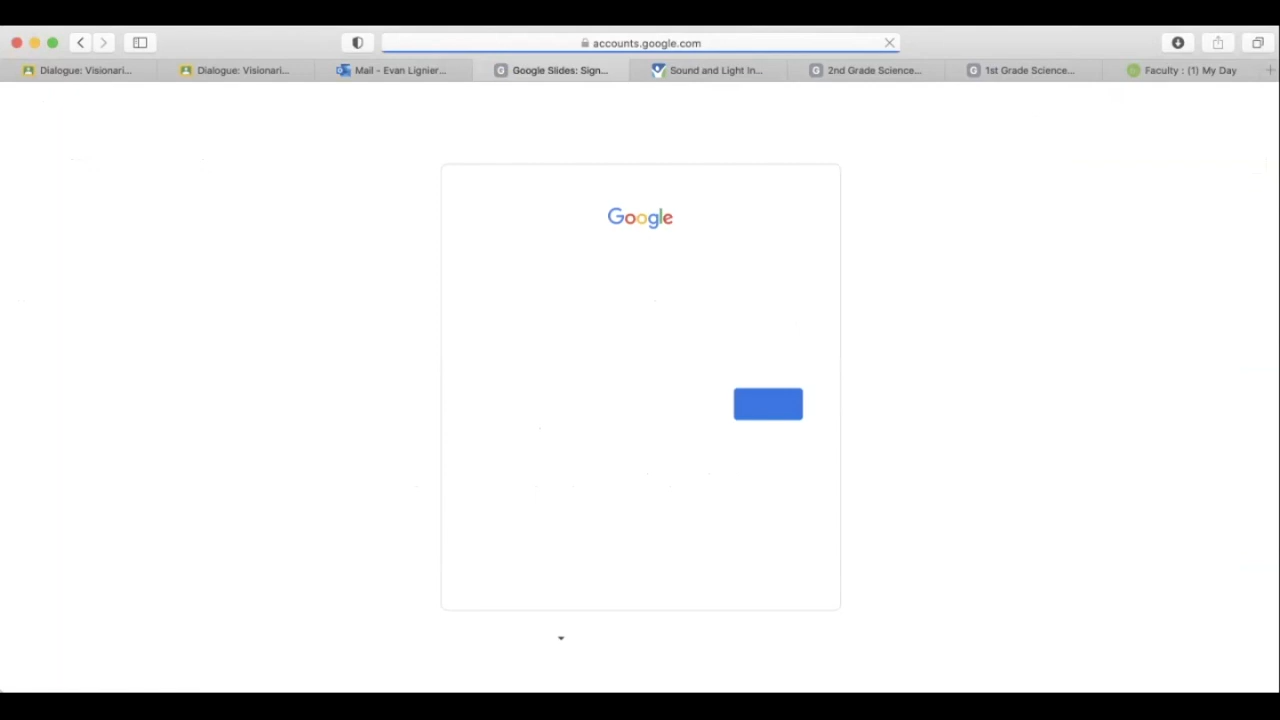 accounts.google.com
Dialogue: Visionari...
Dialogue: Visionari...
Mail - Evan Lignier...
Google Slides: Sign...
Sound and Light In...
2nd Grade Science...
1st Grade Science...
Faculty : (1) My Day
Google